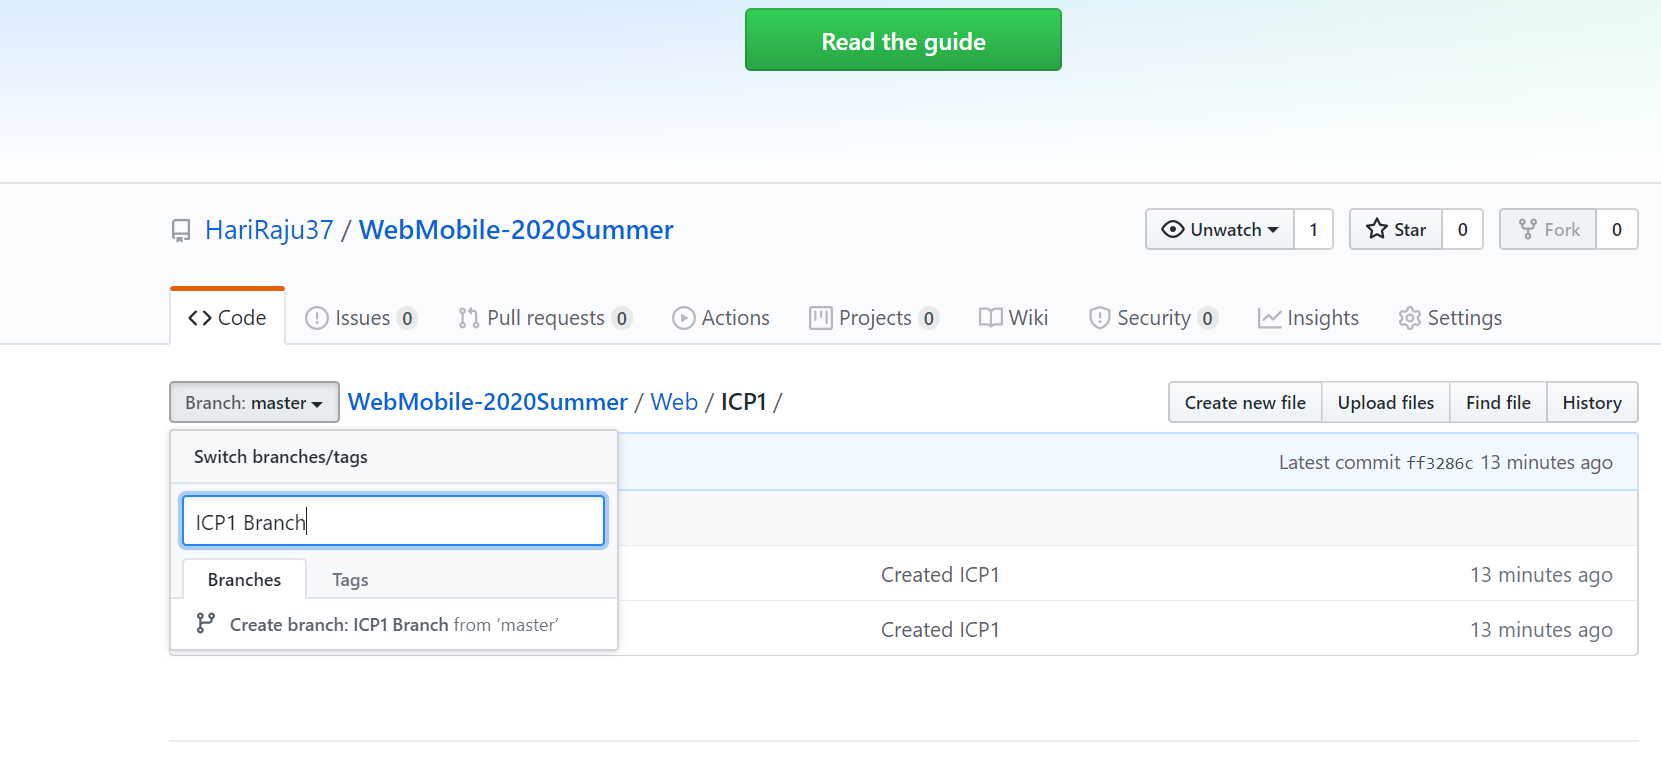 Read the guide
HariRaju37 / WebMobile-2020Summer
Unwatch 1 Star 0 Fork 0
Code Issues 0 Pull requests 0 Actions Projects 0 Wiki Security 0 Insights Settings
Branch: master WebMobile-2020Summer / Web / ICP1 / Create new file Upload files Find file History
Switch branches/tags
Latest commit ff3286c 13 minutes ago
ICP1 Branch
Branches Tags
Created ICP1 13 minutes ago
Create branch: ICP1 Branch from ‘master’
Created ICP1 13 minutes ago